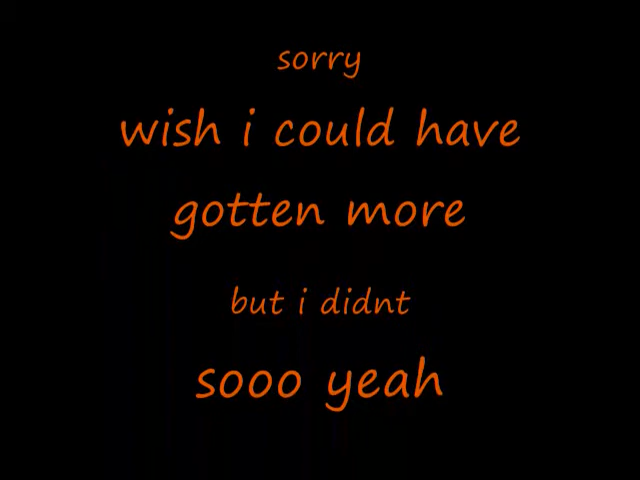 sorry
wish i could have
gotten more
but i didnt
sooo yeah